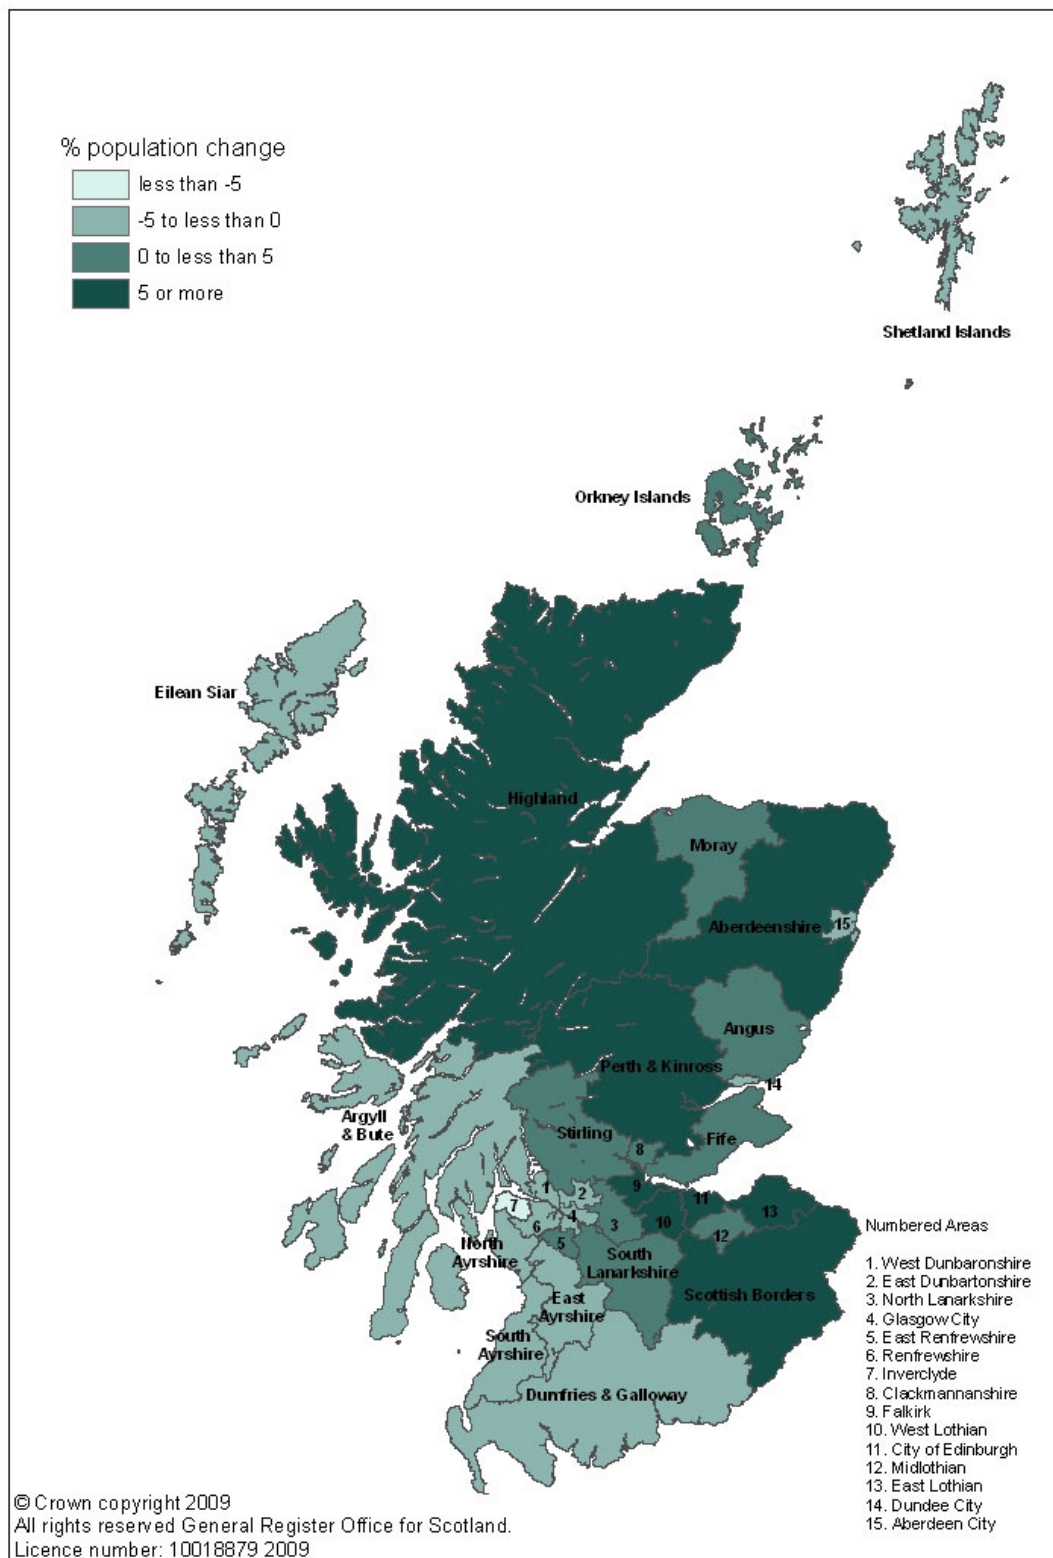 % population change
less than -5
-5 to less than 0
0 to less than 5
5 or more
Shetland Islands
Orkney Islands
Eilean Siar
Highland
Moray
Aberdeenshire
15
Angus
Perth & Kinross
14
Argyll
& Bute
Stirling
Fife
8
9
1
2
11
13
7
4
3
10
12
6
5
North
Ayrshire
South
Lanarkshire
Scottish Borders
East
Ayrshire
South
Ayrshire
Dumfries & Galloway
Numbered Areas
1. West Dunbaronshire
2. East Dunbartonshire
3. North Lanarkshire
4. Glasgow City
5. East Renfrewshire
6. Renfrewshire
7. Inverclyde
8. Clackmannanshire
9. Falkirk
10. West Lothian
11. City of Edinburgh
12. Midlothian
13. East Lothian
14. Dundee City
15. Aberdeen City
© Crown copyright 2009
All rights reserved General Register Office for Scotland.
Licence number: 10018879 2009